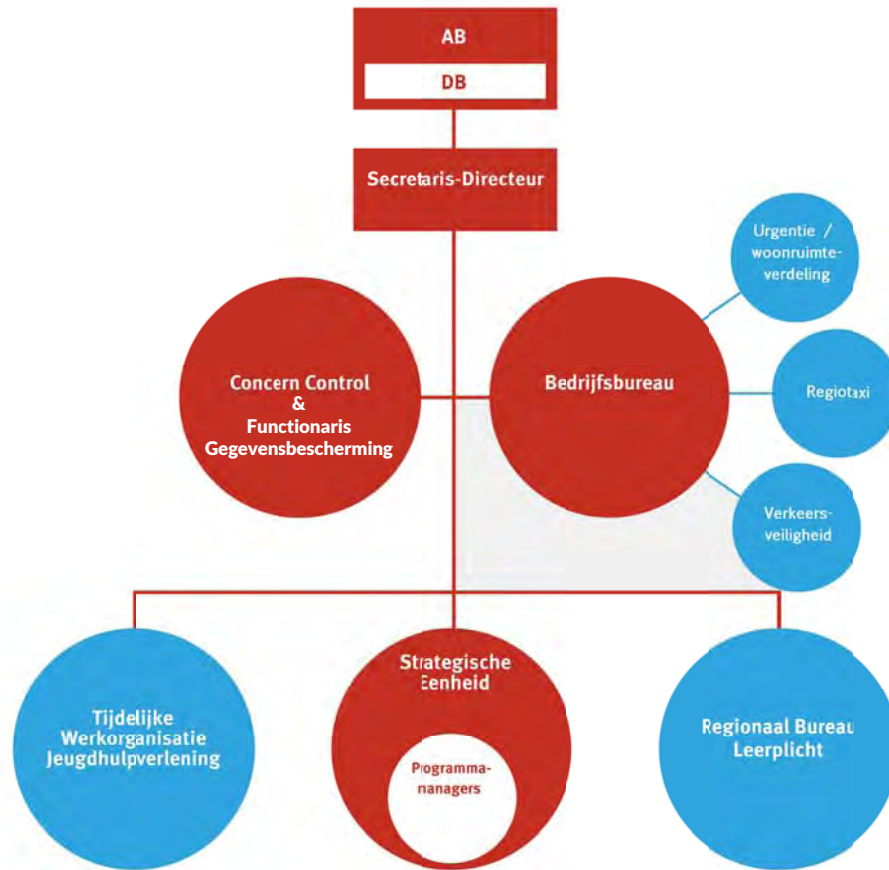 AB
DB
Secretaris-Directeur
Urgentie /
woonruimte-
verdeling
Concern Control
&
Functionaris
Gegevensbescherming
Bedrijfsbureau
Regiotaxi
Verkeers-
veiligheid
Tijdelijke
Werkorganisatie
Jeugdhulpverlening
Strategische
Eenheid
Programma-
managers
Regionaal Bureau
Leerplicht